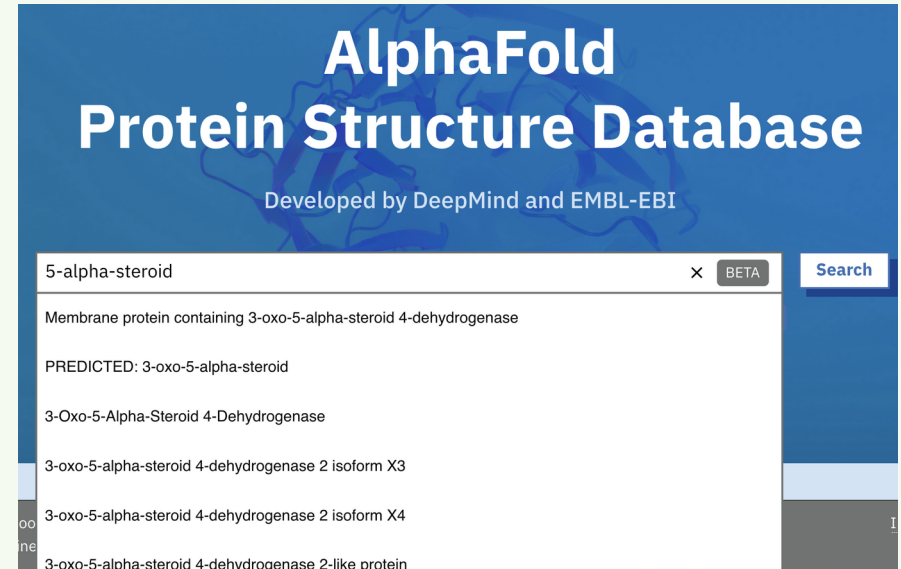 AlphaFold
Protein Structure Database
Developed by DeepMind and EMBL-EBI
5-alpha-steroid
× BETA
Search
Membrane protein containing 3-oxo-5-alpha-steroid 4-dehydrogenase
PREDICTED: 3-oxo-5-alpha-steroid
3-Oxo-5-Alpha-Steroid 4-Dehydrogenase
3-oxo-5-alpha-steroid 4-dehydrogenase 2 isoform X3
3-oxo-5-alpha-steroid 4-dehydrogenase 2 isoform X4
3-oxo-5-alpha-steroid 4-dehydrogenase 2-like protein